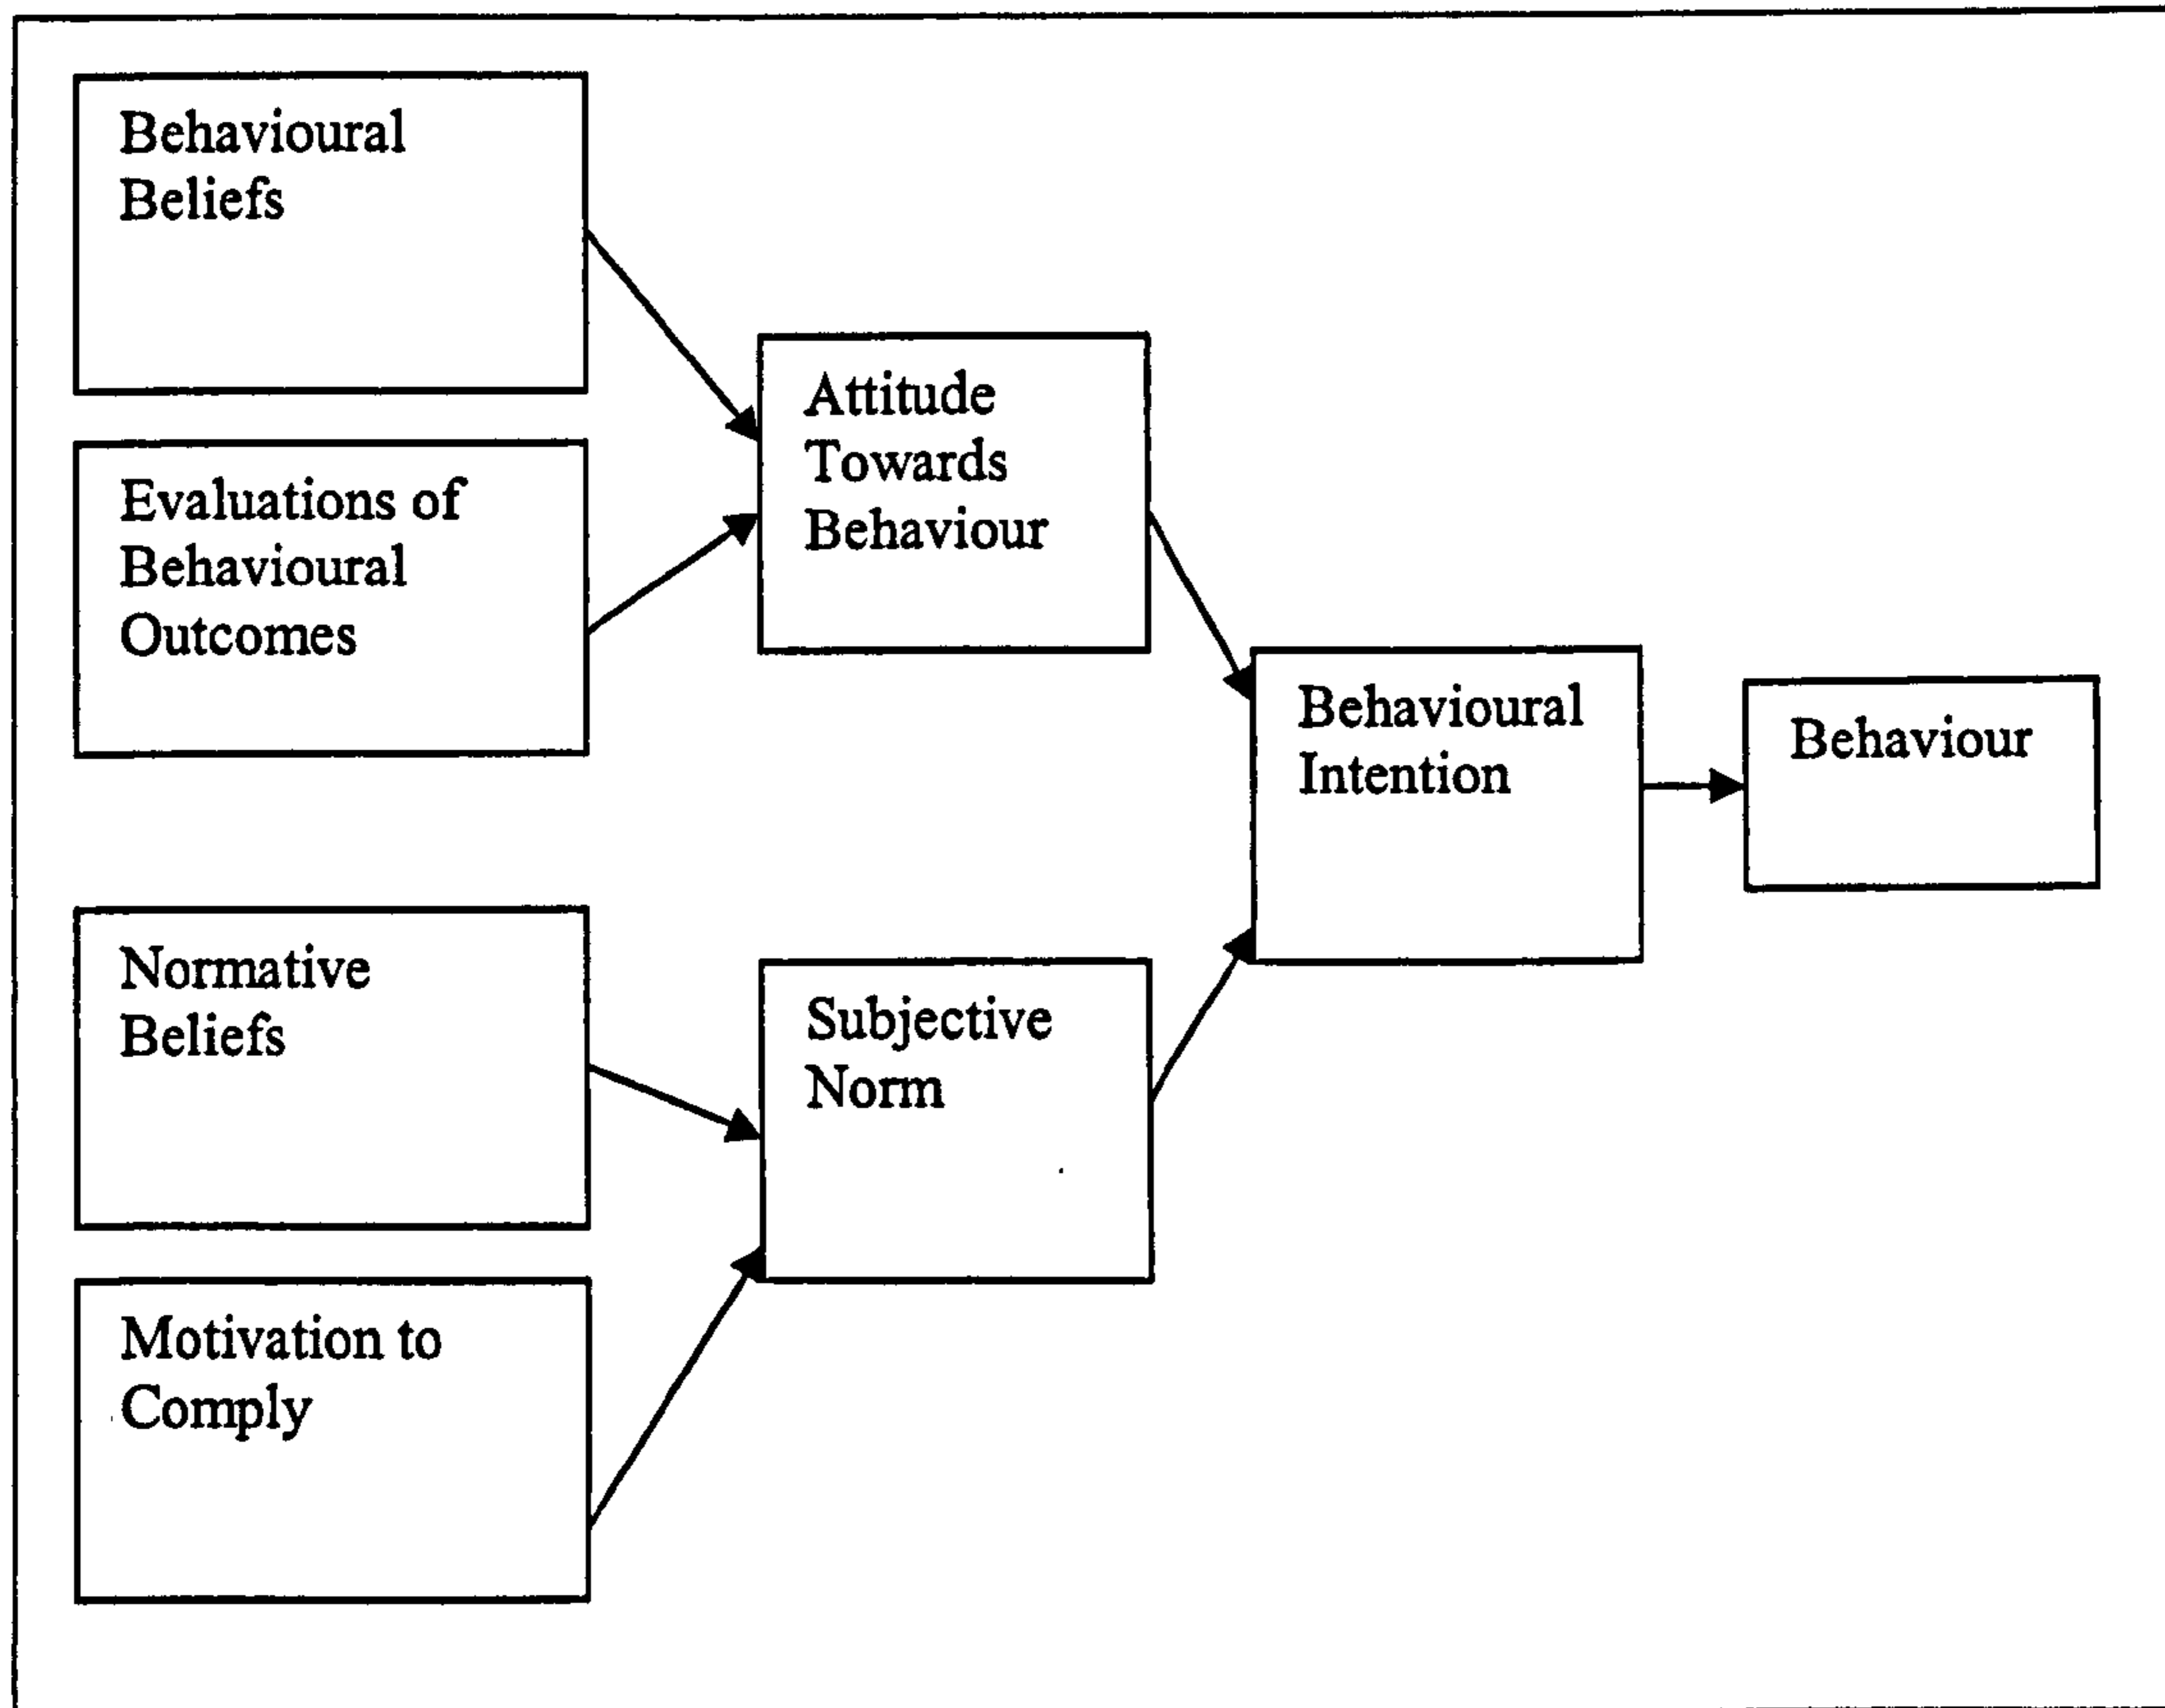 Behavioural
Beliefs
Evaluations of
Behavioural
Outcomes
Attitude
Towards
Behaviour
Normative
Beliefs
Motivation to
Comply
Subjective
Norm
Behavioural
Intention
Behaviour